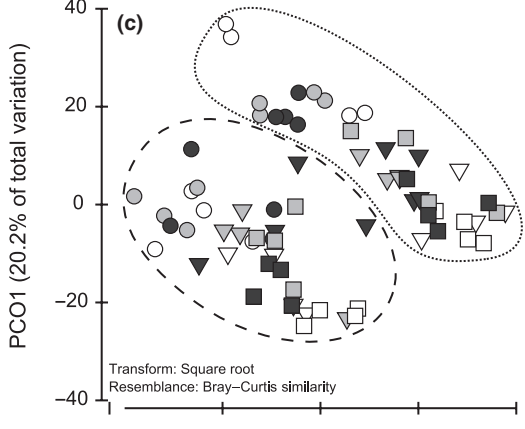 (c)
PCO1 (20.2% of total variation)
40
20
0
−20
−40
Transform: Square root
Resemblance: Bray–Curtis similarity